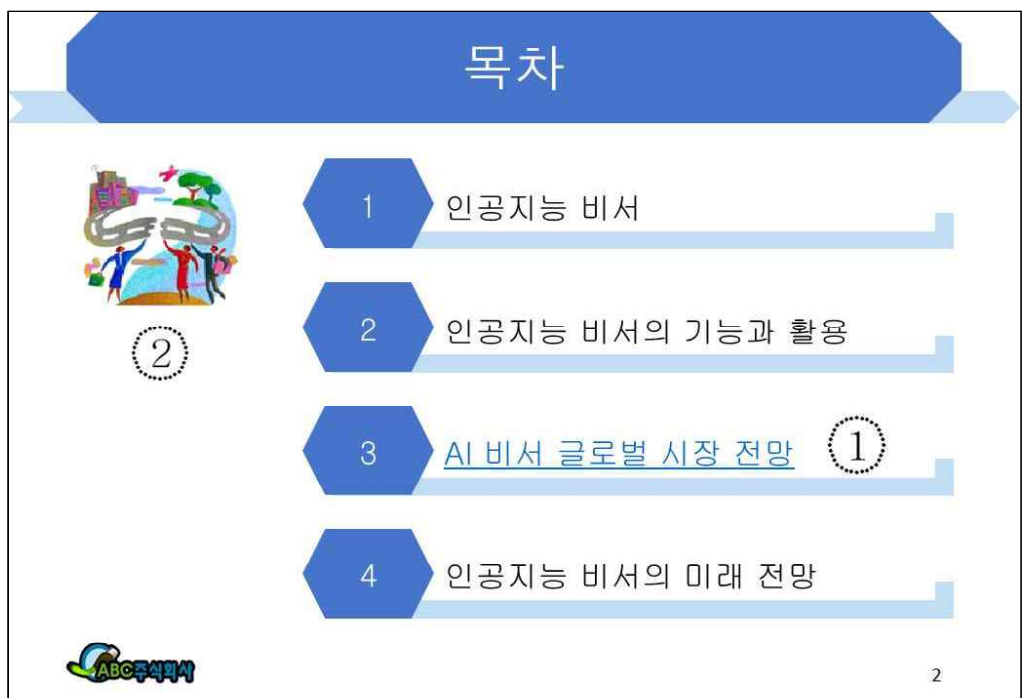 목차
1 인공지능 비서
2 인공지능 비서의 기능과 활용
②
3 AI 비서 글로벌 시장 전망 ①
4 인공지능 비서의 미래 전망
ABC주식회사
2